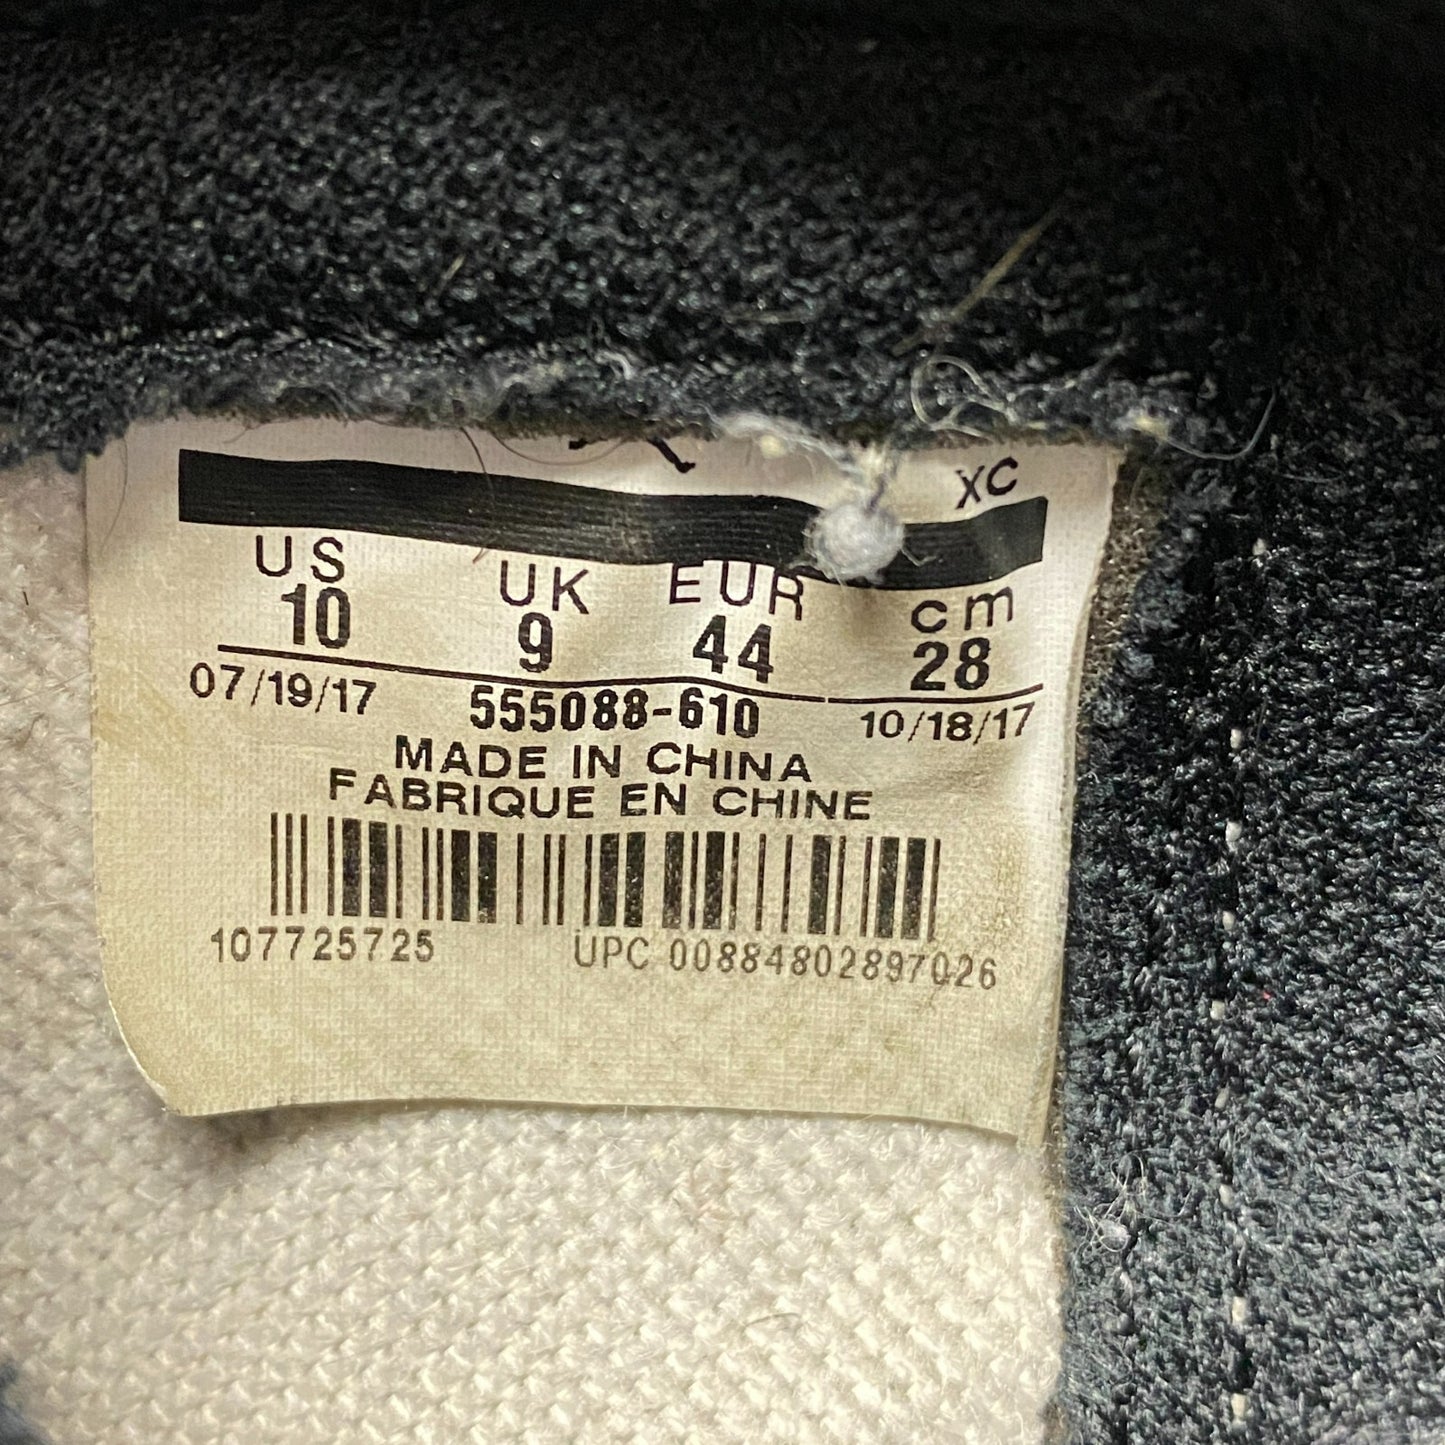 XC
US UK EUR cm
10 9 44 28
07/19/17 555088-610 10/18/17
MADE IN CHINA
FABRIQUE EN CHINE
107725725 UPC 00884802897026